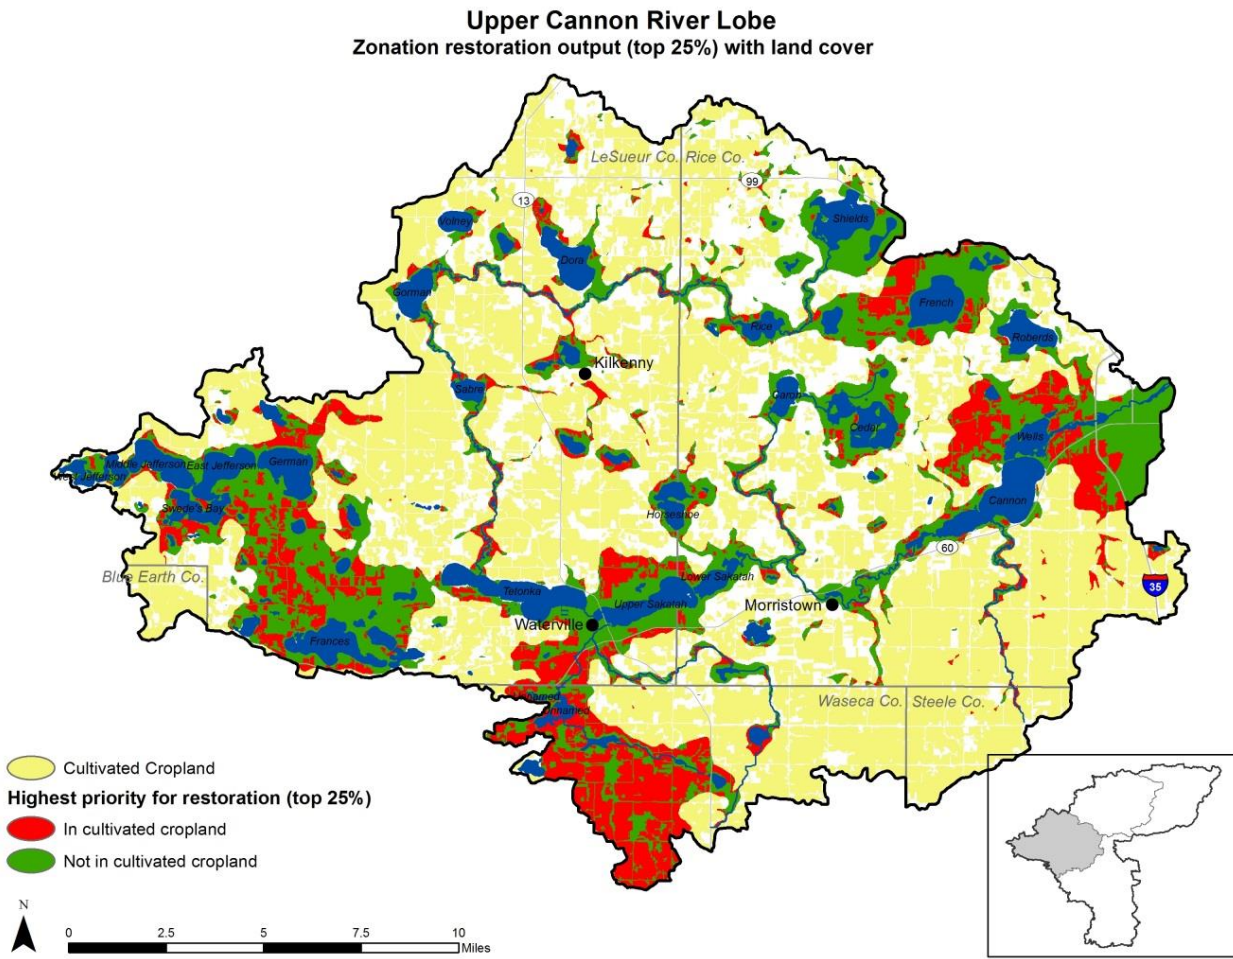 Upper Cannon River Lobe
Zonation restoration output (top 25%) with land cover
LeSueur Co.
Rice Co.
99
13
Volney
Shields
Dora
Gorman
French
Rice
Roberds
Kilkenny
Sabre
Caron
Cedar
Wells
Middle Jefferson
East Jefferson
German
West Jefferson
Swede's Bay
Cannon
Horseshoe
60
Blue Earth Co.
Lower Sakatah
35
Tetonka
Upper Sakatah
Morristown
Waterville
Frances
Unnamed
Unnamed
Waseca Co.
Steele Co.
Cultivated Cropland
Highest priority for restoration (top 25%)
In cultivated cropland
Not in cultivated cropland
N
0 2.5 5 7.5 10
Miles